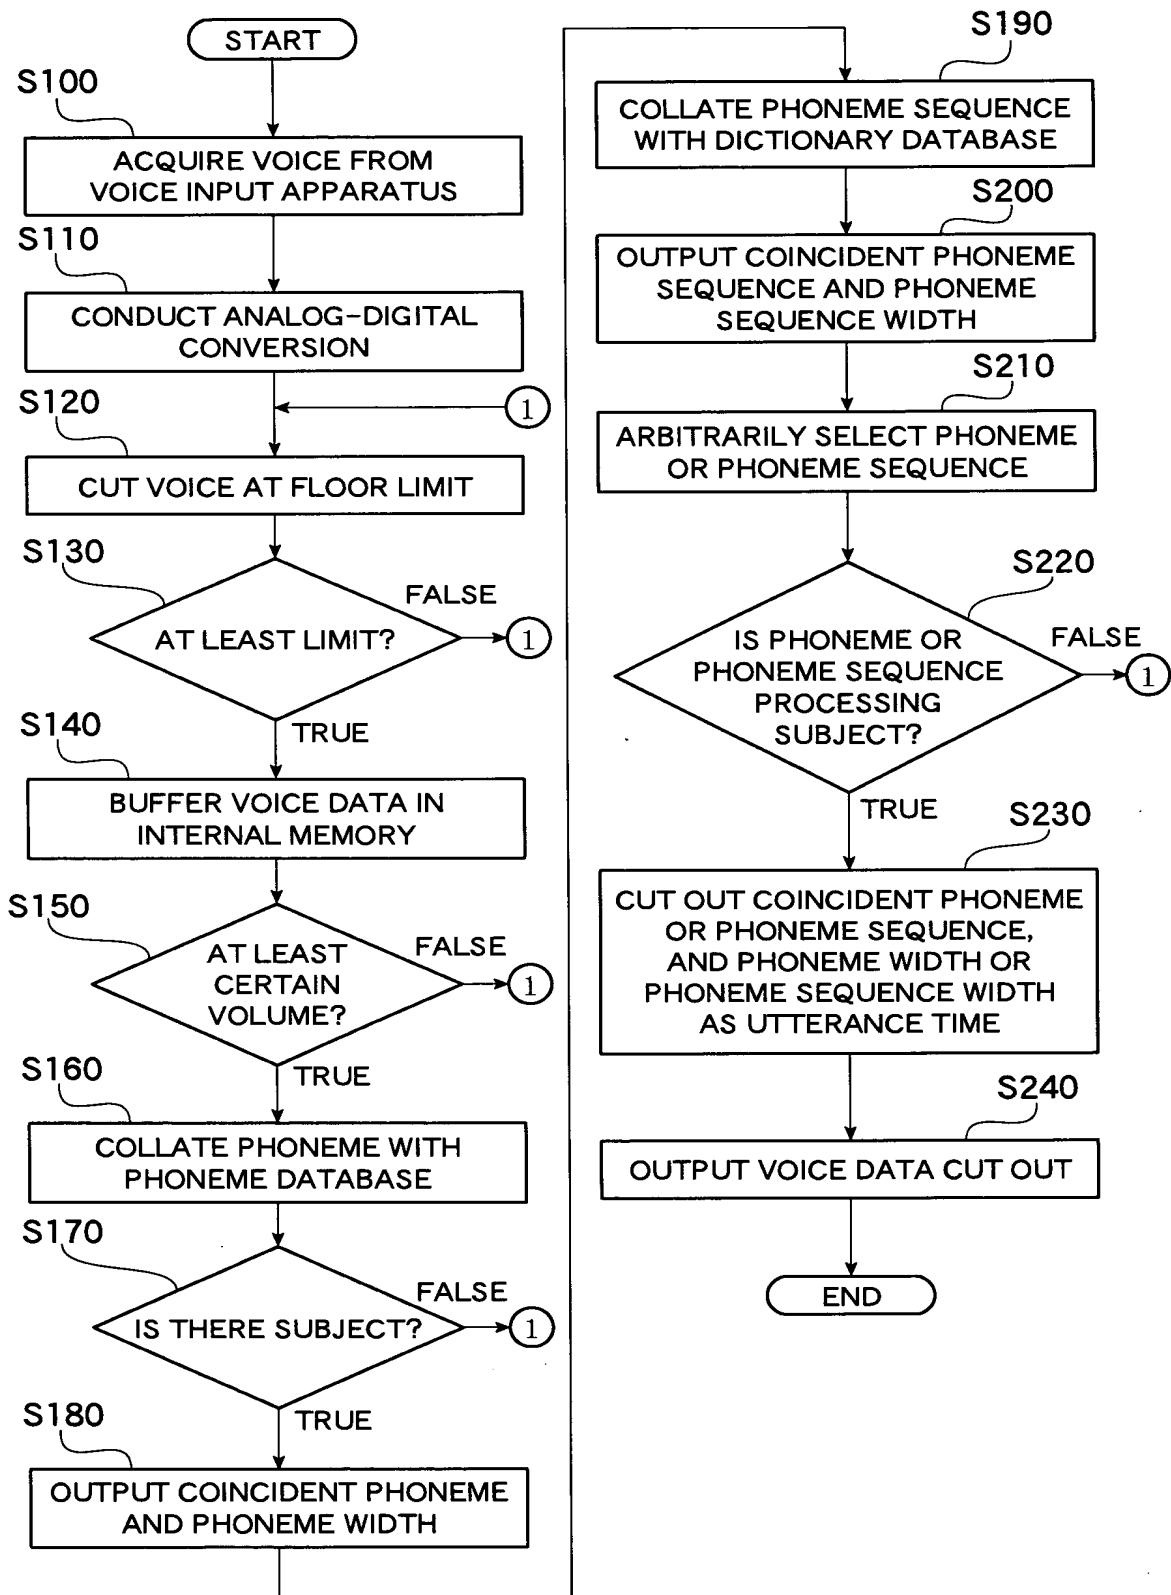 START
S100
ACQUIRE VOICE FROM
VOICE INPUT APPARATUS
S110
CONDUCT ANALOG-DIGITAL
CONVERSION
1
S120
CUT VOICE AT FLOOR LIMIT
S130
AT LEAST LIMIT?
FALSE
1
TRUE
S140
BUFFER VOICE DATA IN
INTERNAL MEMORY
S150
AT LEAST
CERTAIN
VOLUME?
FALSE
1
TRUE
S160
COLLATE PHONEME WITH
PHONEME DATABASE
S170
IS THERE SUBJECT?
FALSE
1
TRUE
S180
OUTPUT COINCIDENT PHONEME
AND PHONEME WIDTH
S190
COLLATE PHONEME SEQUENCE
WITH DICTIONARY DATABASE
S200
OUTPUT COINCIDENT PHONEME
SEQUENCE AND PHONEME
SEQUENCE WIDTH
S210
ARBITRARILY SELECT PHONEME
OR PHONEME SEQUENCE
S220
IS PHONEME OR
PHONEME SEQUENCE
PROCESSING
SUBJECT?
FALSE
1
TRUE
S230
CUT OUT COINCIDENT PHONEME
OR PHONEME SEQUENCE,
AND PHONEME WIDTH OR
PHONEME SEQUENCE WIDTH
AS UTTERANCE TIME
S240
OUTPUT VOICE DATA CUT OUT
END